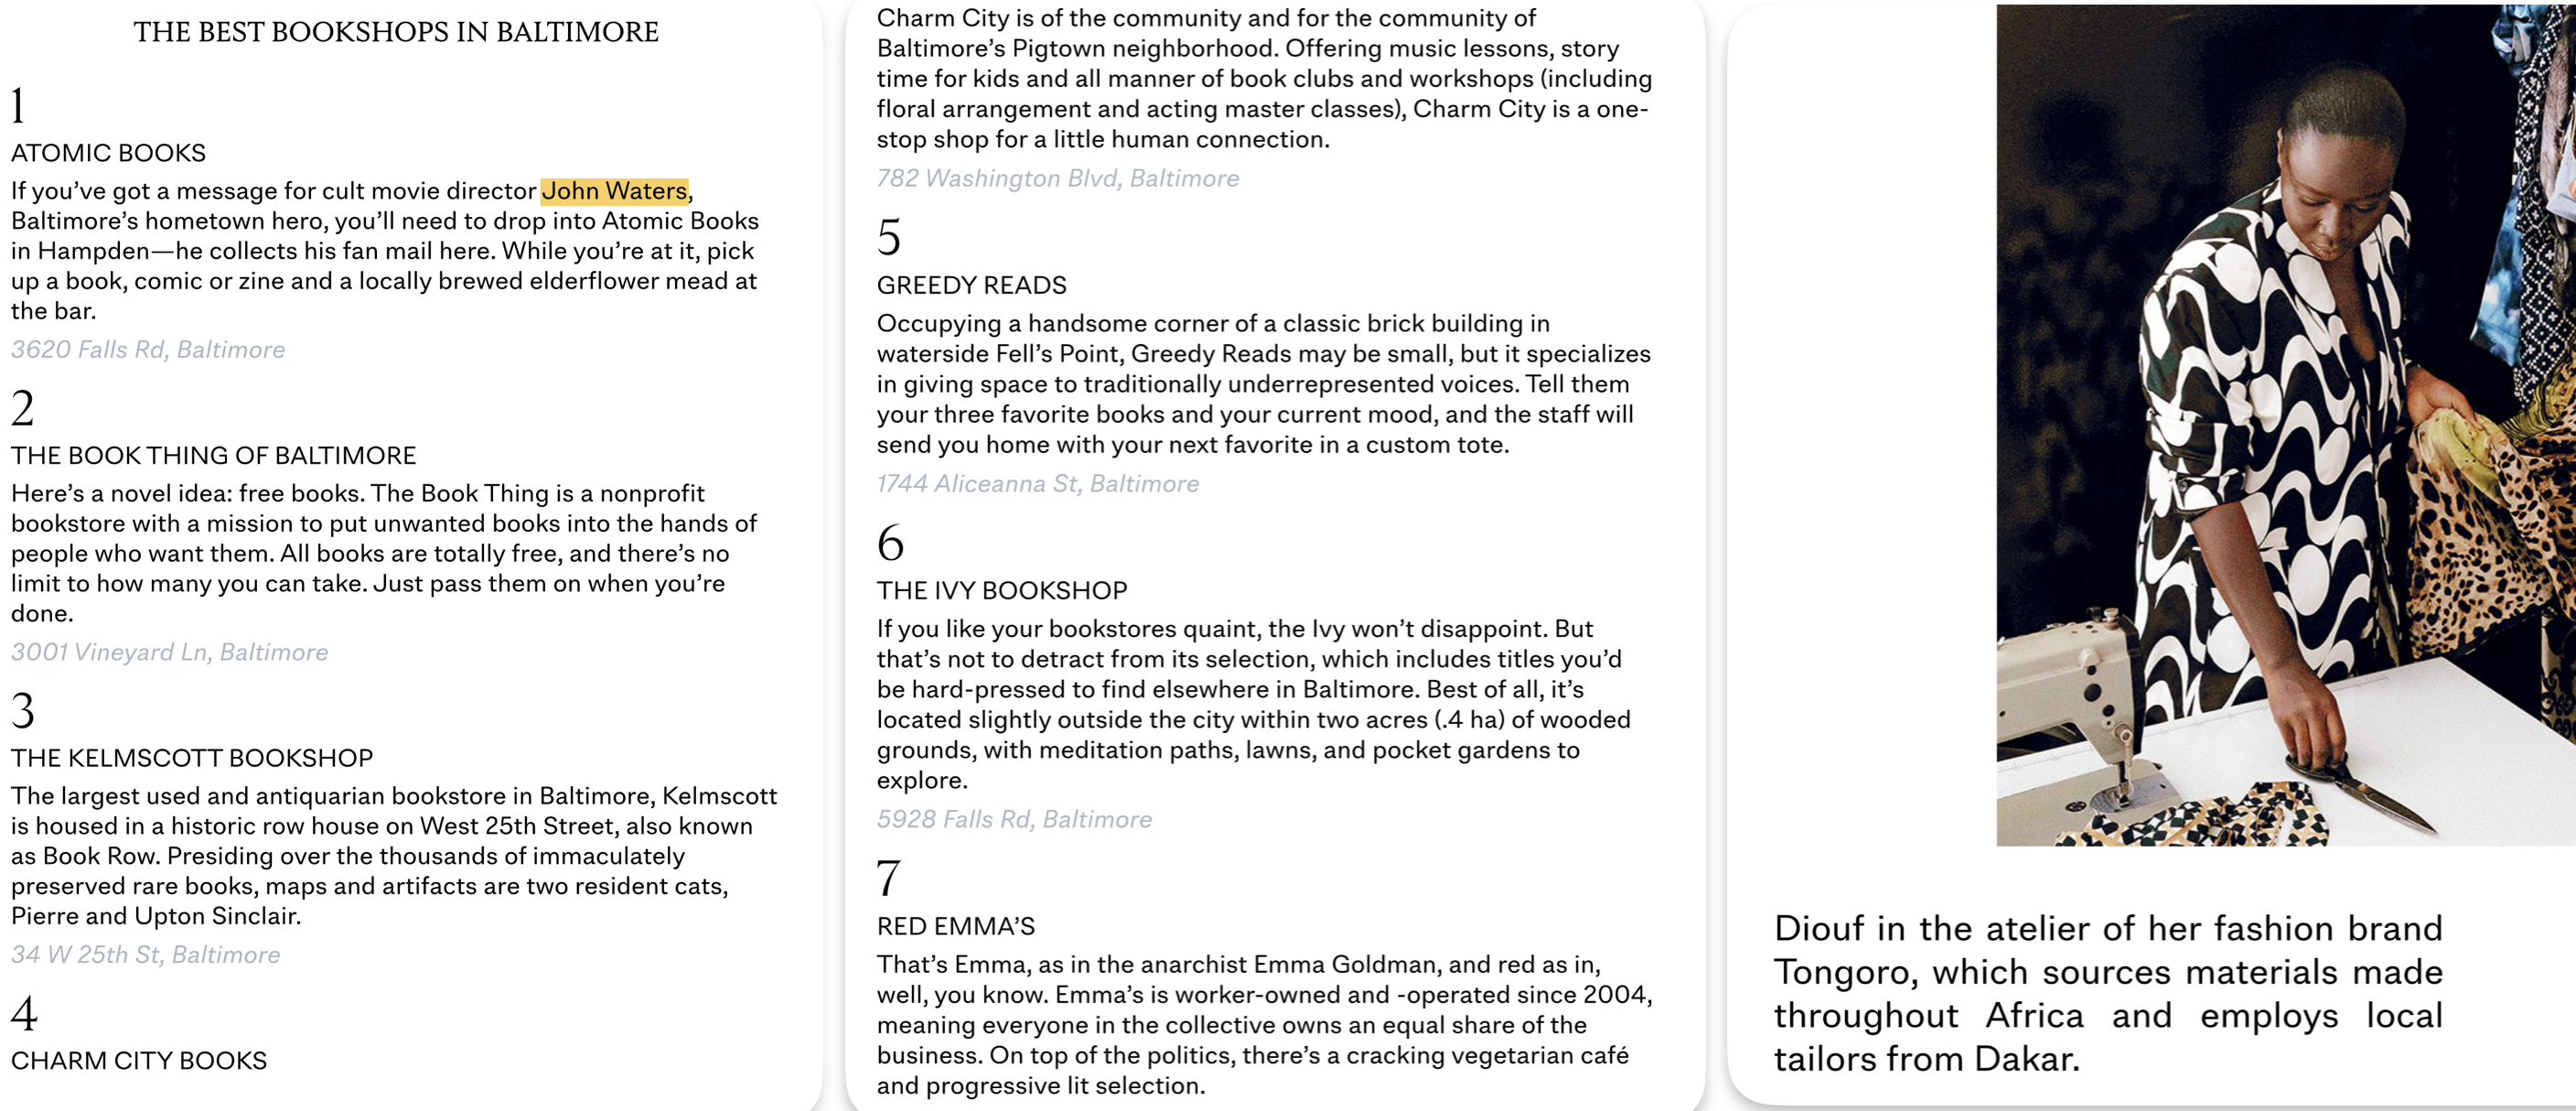 THE BEST BOOKSHOPS IN BALTIMORE
1
ATOMIC BOOKS
If you’ve got a message for cult movie director John Waters,
Baltimore’s hometown hero, you’ll need to drop into Atomic Books
in Hampden—he collects his fan mail here. While you’re at it, pick
up a book, comic or zine and a locally brewed elderflower mead at
the bar.
3620 Falls Rd, Baltimore
2
THE BOOK THING OF BALTIMORE
Here’s a novel idea: free books. The Book Thing is a nonprofit
bookstore with a mission to put unwanted books into the hands of
people who want them. All books are totally free, and there’s no
limit to how many you can take. Just pass them on when you’re
done.
3001 Vineyard Ln, Baltimore
3
THE KELMSCOTT BOOKSHOP
The largest used and antiquarian bookstore in Baltimore, Kelmscott
is housed in a historic row house on West 25th Street, also known
as Book Row. Presiding over the thousands of immaculately
preserved rare books, maps and artifacts are two resident cats,
Pierre and Upton Sinclair.
34 W 25th St, Baltimore
4
CHARM CITY BOOKS
Charm City is of the community and for the community of
Baltimore’s Pigtown neighborhood. Offering music lessons, story
time for kids and all manner of book clubs and workshops (including
floral arrangement and acting master classes), Charm City is a one-
stop shop for a little human connection.
782 Washington Blvd, Baltimore
5
GREEDY READS
Occupying a handsome corner of a classic brick building in
waterside Fell’s Point, Greedy Reads may be small, but it specializes
in giving space to traditionally underrepresented voices. Tell them
your three favorite books and your current mood, and the staff will
send you home with your next favorite in a custom tote.
1744 Aliceanna St, Baltimore
6
THE IVY BOOKSHOP
If you like your bookstores quaint, the Ivy won’t disappoint. But
that’s not to detract from its selection, which includes titles you’d
be hard-pressed to find elsewhere in Baltimore. Best of all, it’s
located slightly outside the city within two acres (.4 ha) of wooded
grounds, with meditation paths, lawns, and pocket gardens to
explore.
5928 Falls Rd, Baltimore
7
RED EMMA’S
That’s Emma, as in the anarchist Emma Goldman, and red as in,
well, you know. Emma’s is worker-owned and -operated since 2004,
meaning everyone in the collective owns an equal share of the
business. On top of the politics, there’s a cracking vegetarian café
and progressive lit selection.
Diouf in the atelier of her fashion brand
Tongoro, which sources materials made
throughout Africa and employs local
tailors from Dakar.